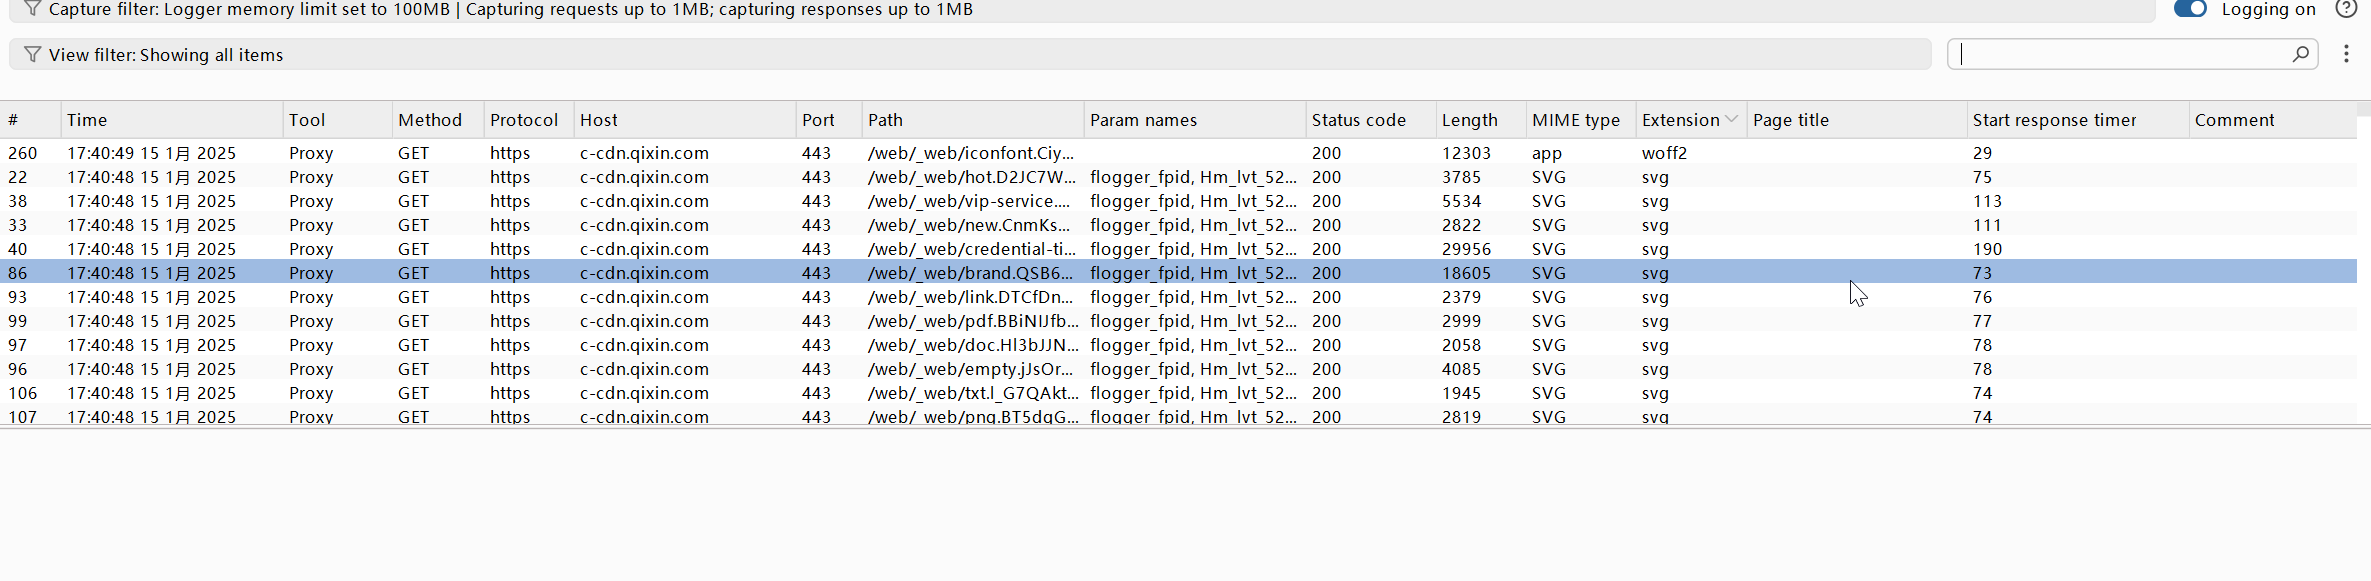 Capture filter: Logger memory limit set to 100MB | Capturing requests up to 1MB; capturing responses up to 1MB Logging on ?
View filter: Showing all items
# Time Tool Method Protocol Host Port Path Param names Status code Length MIME type Extension Page title Start response timer Comment
260 17:40:49 15 1月 2025 Proxy GET https c-cdn.qixin.com 443 /web/_web/iconfont.Ciy... 200 12303 app woff2 29
22 17:40:48 15 1月 2025 Proxy GET https c-cdn.qixin.com 443 /web/_web/hot.D2JC7W... flogger_fpid, Hm_lvt_52... 200 3785 SVG svg 75
38 17:40:48 15 1月 2025 Proxy GET https c-cdn.qixin.com 443 /web/_web/vip-service.... flogger_fpid, Hm_lvt_52... 200 5534 SVG svg 113
33 17:40:48 15 1月 2025 Proxy GET https c-cdn.qixin.com 443 /web/_web/new.CnmKs... flogger_fpid, Hm_lvt_52... 200 2822 SVG svg 111
40 17:40:48 15 1月 2025 Proxy GET https c-cdn.qixin.com 443 /web/_web/credential-ti... flogger_fpid, Hm_lvt_52... 200 29956 SVG svg 190
86 17:40:48 15 1月 2025 Proxy GET https c-cdn.qixin.com 443 /web/_web/brand.QSB6... flogger_fpid, Hm_lvt_52... 200 18605 SVG svg 73
93 17:40:48 15 1月 2025 Proxy GET https c-cdn.qixin.com 443 /web/_web/link.DTCfDn... flogger_fpid, Hm_lvt_52... 200 2379 SVG svg 76
99 17:40:48 15 1月 2025 Proxy GET https c-cdn.qixin.com 443 /web/_web/pdf.BBiNIJfb... flogger_fpid, Hm_lvt_52... 200 2999 SVG svg 77
97 17:40:48 15 1月 2025 Proxy GET https c-cdn.qixin.com 443 /web/_web/doc.Hl3bJJN... flogger_fpid, Hm_lvt_52... 200 2058 SVG svg 78
96 17:40:48 15 1月 2025 Proxy GET https c-cdn.qixin.com 443 /web/_web/empty.jJsOr... flogger_fpid, Hm_lvt_52... 200 4085 SVG svg 78
106 17:40:48 15 1月 2025 Proxy GET https c-cdn.qixin.com 443 /web/_web/txt.l_G7QAkt... flogger_fpid, Hm_lvt_52... 200 1945 SVG svg 74
107 17:40:48 15 1月 2025 Proxy GET https c-cdn.qixin.com 443 /web/_web/png.BT5dqG... flogger_fpid, Hm_lvt_52... 200 2819 SVG svg 74